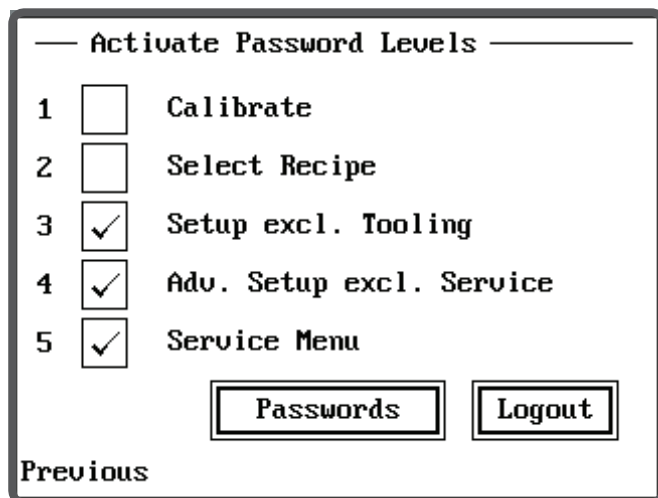 Activate Password Levels
1 Calibrate
2 Select Recipe
3 Setup excl. Tooling
4 Adv. Setup excl. Service
5 Service Menu
Passwords Logout
Previous